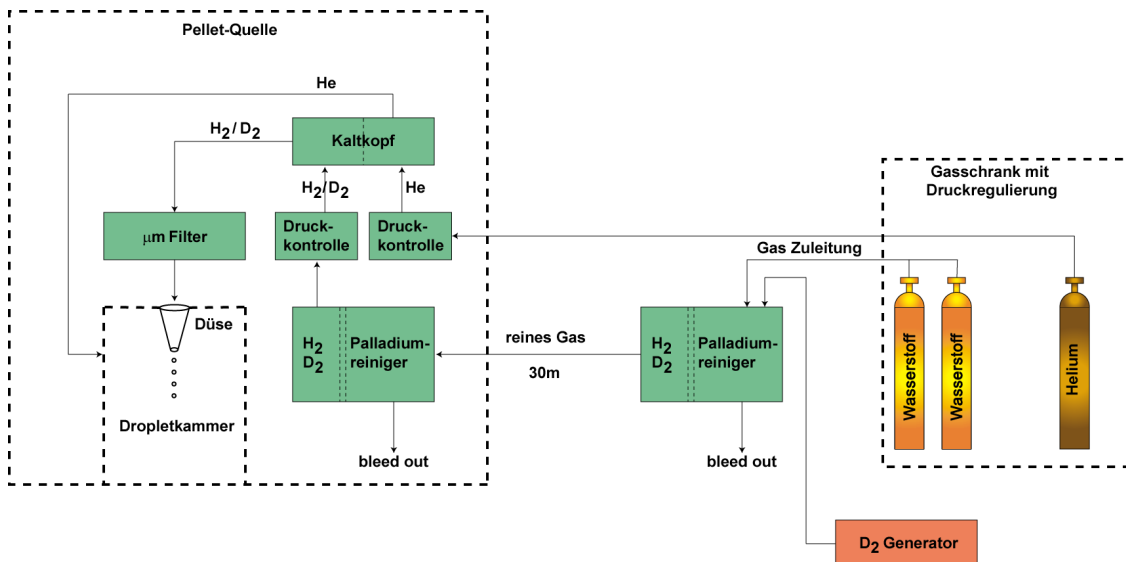 Pellet-Quelle
He
H2/D2
Kaltkopf
H2/D2
He
Gasschrank mit
Druckregulierung
μm Filter
Druck-
kontrolle
Druck-
kontrolle
Gas Zuleitung
Düse
H2
D2
Palladium-
reiniger
reines Gas
30m
H2
D2
Palladium-
reiniger
Wasserstoff
Wasserstoff
Helium
Dropletkammer
bleed out
bleed out
D2 Generator